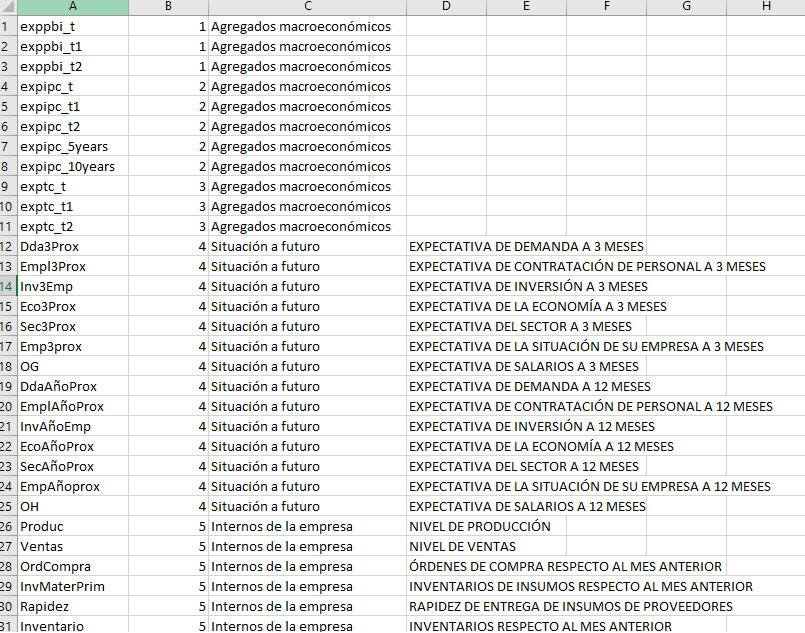 A B C D E F G H
1 exppbi_t 1 Agregados macroeconómicos
2 exppbi_t1 1 Agregados macroeconómicos
3 exppbi_t2 1 Agregados macroeconómicos
4 expipc_t 2 Agregados macroeconómicos
5 expipc_t1 2 Agregados macroeconómicos
6 expipc_t2 2 Agregados macroeconómicos
7 expipc_5years 2 Agregados macroeconómicos
8 expipc_10years 2 Agregados macroeconómicos
9 exptc_t 3 Agregados macroeconómicos
10 exptc_t1 3 Agregados macroeconómicos
11 exptc_t2 3 Agregados macroeconómicos
12 Dda3Prox 4 Situación a futuro EXPECTATIVA DE DEMANDA A 3 MESES
13 Empl3Prox 4 Situación a futuro EXPECTATIVA DE CONTRATACIÓN DE PERSONAL A 3 MESES
14 Inv3Emp 4 Situación a futuro EXPECTATIVA DE INVERSIÓN A 3 MESES
15 Eco3Prox 4 Situación a futuro EXPECTATIVA DE LA ECONOMÍA A 3 MESES
16 Sec3Prox 4 Situación a futuro EXPECTATIVA DEL SECTOR A 3 MESES
17 Emp3prox 4 Situación a futuro EXPECTATIVA DE LA SITUACIÓN DE SU EMPRESA A 3 MESES
18 OG 4 Situación a futuro EXPECTATIVA DE SALARIOS A 3 MESES
19 DdaAñoProx 4 Situación a futuro EXPECTATIVA DE DEMANDA A 12 MESES
20 EmplAñoProx 4 Situación a futuro EXPECTATIVA DE CONTRATACIÓN DE PERSONAL A 12 MESES
21 InvAñoEmp 4 Situación a futuro EXPECTATIVA DE INVERSIÓN A 12 MESES
22 EcoAñoProx 4 Situación a futuro EXPECTATIVA DE LA ECONOMÍA A 12 MESES
23 SecAñoProx 4 Situación a futuro EXPECTATIVA DEL SECTOR A 12 MESES
24 EmpAñoprox 4 Situación a futuro EXPECTATIVA DE LA SITUACIÓN DE SU EMPRESA A 12 MESES
25 OH 4 Situación a futuro EXPECTATIVA DE SALARIOS A 12 MESES
26 Produc 5 Internos de la empresa NIVEL DE PRODUCCIÓN
27 Ventas 5 Internos de la empresa NIVEL DE VENTAS
28 OrdCompra 5 Internos de la empresa ÓRDENES DE COMPRA RESPECTO AL MES ANTERIOR
29 InvMaterPrim 5 Internos de la empresa INVENTARIOS DE INSUMOS RESPECTO AL MES ANTERIOR
30 Rapidez 5 Internos de la empresa RAPIDEZ DE ENTREGA DE INSUMOS DE PROVEEDORES
31 Inventario 5 Internos de la empresa INVENTARIOS RESPECTO AL MES ANTERIOR